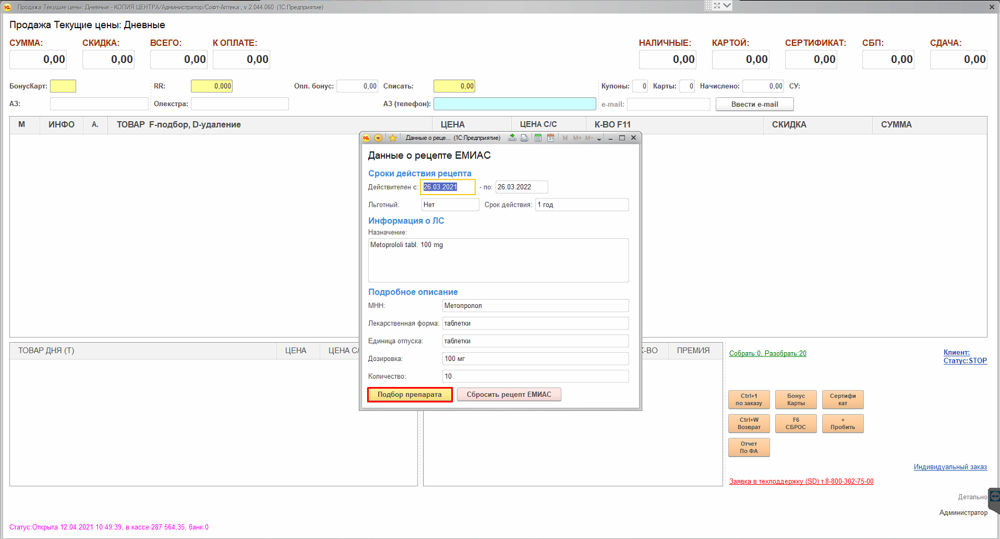 Продажа Текущие цены: Дневные - КОПИЯ ЦЕНТРА/Администратор/Софт-Аптека:, v.2.044.060 (1С:Предприятие)
Продажа Текущие цены: Дневные
СУММА: СКИДКА: ВСЕГО: К ОПЛАТЕ: НАЛИЧНЫЕ: КАРТОЙ: СЕРТИФИКАТ: СБП: СДАЧА:
0,00 0,00 0,00 0,00 0,00 0,00 0,00 0,00 0,00
БонусКарт: RR: 0,000 Опл. бонус: 0,00 Списать: 0,00 Купоны: 0 Карты: 0 Начислено: 0,00 СУ:
АЗ: Олекстра: АЗ (телефон): e-mail: Ввести e-mail
М ИНФО А. ТОВАР F-подбор, D-удаление ЦЕНА ЦЕНА С/С К-ВО F11 СКИДКА СУММА
Данные о реце... (1С:Предприятие) 31 M M+ M-
Данные о рецепте ЕМИАС
Сроки действия рецепта
Действителен с: 26.03.2021 - по: 26.03.2022
Льготный: Нет Срок действия: 1 год
Информация о ЛС
Назначение:
Metoprololi tabl. 100 mg
Подробное описание
МНН: Метопролол
Лекарственная форма: таблетки
Единица отпуска: таблетки
Дозировка: 100 мг
Количество: 10
Подбор препарата Сбросить рецепт ЕМИАС
ТОВАР ДНЯ (Т) ЦЕНА ЦЕНА С/ К-ВО ПРЕМИЯ
Собрать:0, Разобрать:20
Клиент:
Статус:STOP
Ctrl+1
по заказу
Бонус
Карты
Сертифи
кат
Ctrl+W
Возврат
F6
СБРОС
+
Пробить
Отчет
По ФА
Индивидуальный заказ
Заявка в техподдержку (SD) т.8-800-302-75-00
Детально
Администратор
Статус:Открыта 12.04.2021 10:49:39, в кассе:287 564,35, банк:0